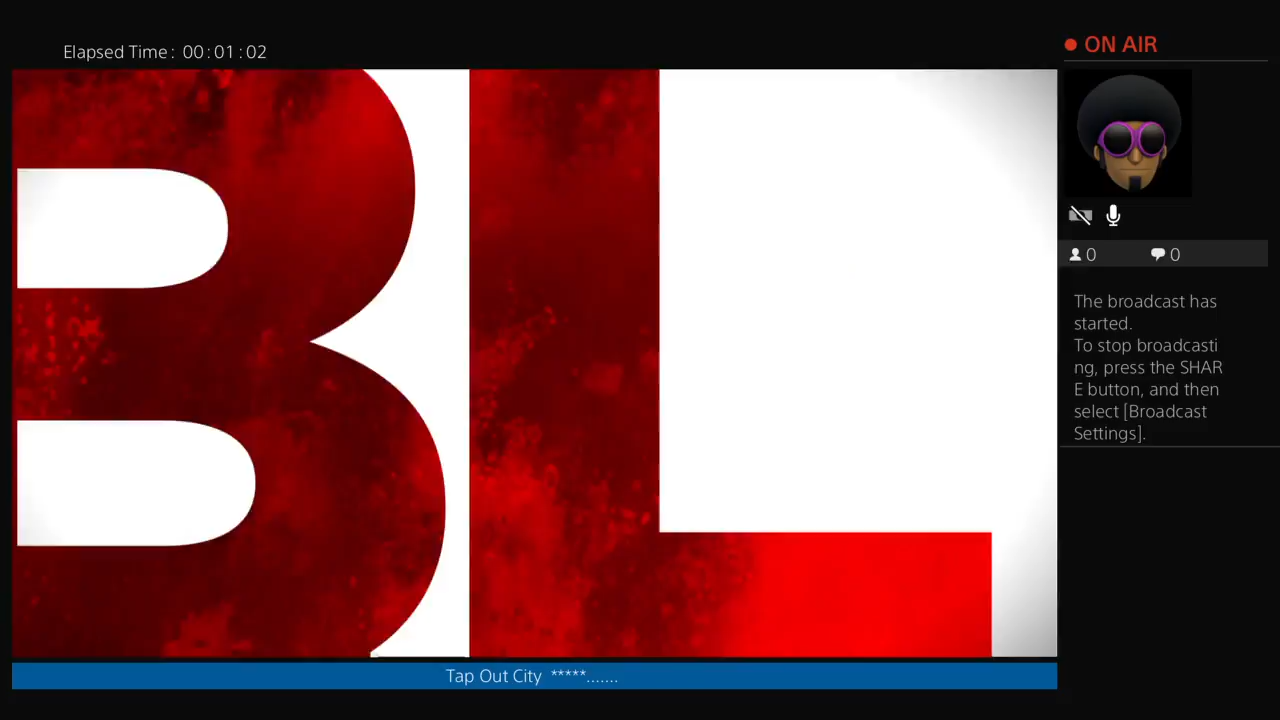 Elapsed Time: 00:01:02
ON AIR
BL
0 0
The broadcast has
started.
To stop broadcasti
ng, press the SHAR
E button, and then
select [Broadcast
Settings].
Tap Out City *****.......